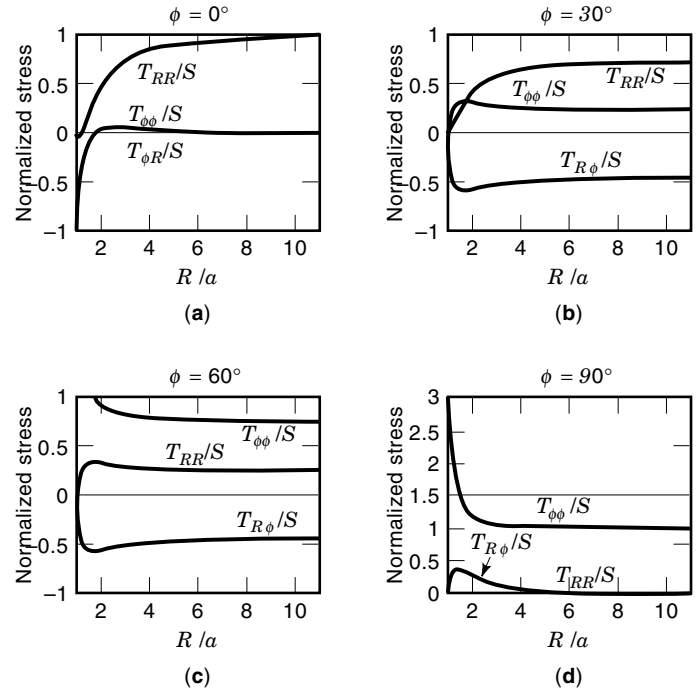 ϕ = 0°
Normalized stress
1
0.5
0
−0.5
−1
T_RR/S
T_ϕϕ/S
T_ϕR/S
2 4 6 8 10
R/a
(a)
ϕ = 30°
Normalized stress
1
0.5
0
−0.5
−1
T_ϕϕ/S
T_RR/S
T_Rϕ/S
2 4 6 8 10
R/a
(b)
ϕ = 60°
Normalized stress
1
0.5
0
−0.5
−1
T_ϕϕ/S
T_RR/S
T_Rϕ/S
2 4 6 8 10
R/a
(c)
ϕ = 90°
Normalized stress
3
2.5
2
1.5
1
0.5
0
T_ϕϕ/S
T_Rϕ/S
T_RR/S
2 4 6 8 10
R/a
(d)